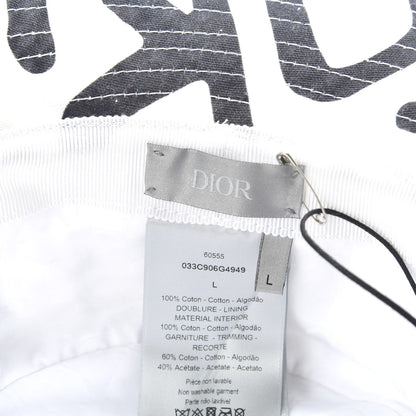 DIOR
L
60555
033C906G4949
L
100% Coton - Cotton - Algodão
DOUBLURE - LINING
MATERIAL INTERIOR
100% Coton - Cotton - Algodão
GARNITURE - TRIMMING -
RECORTE
60% Coton - Cotton - Algodão
40% Acétate - Acetate - Acetato
Pièce non lavable
Non washable garment
Parte não lavável